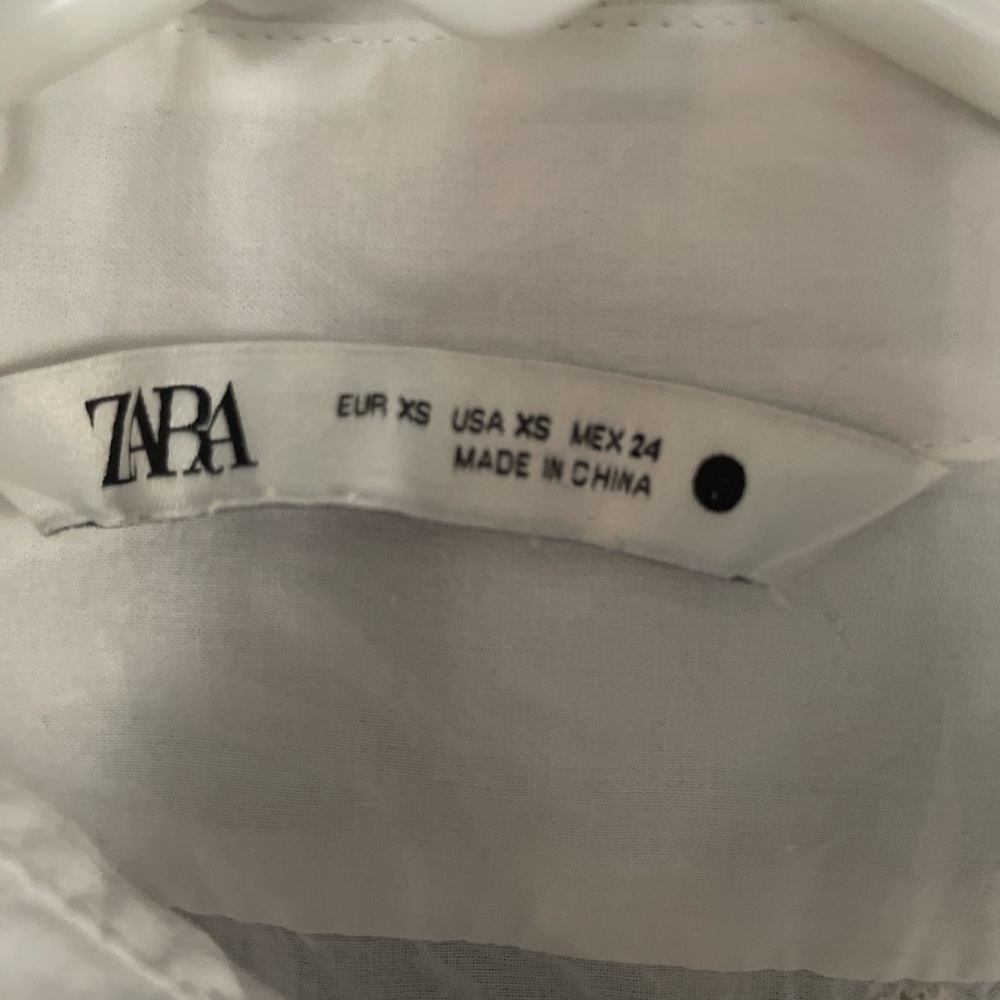 ZARA
EUR XS USA XS MEX 24
MADE IN CHINA